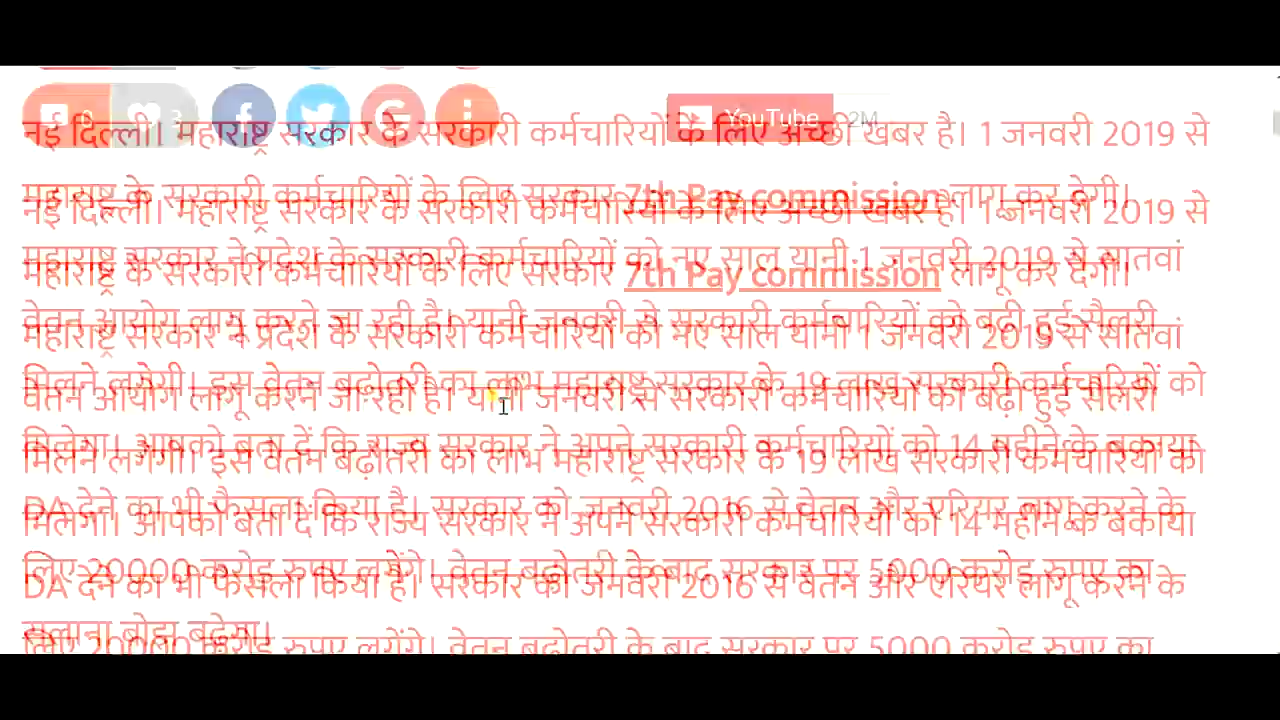 0 3 YouTube 2M
नई दिल्ली। महाराष्ट्र सरकार के सरकारी कर्मचारियों के लिए अच्छी खबर है। 1 जनवरी 2019 से
महाराष्ट्र के सरकारी कर्मचारियों के लिए सरकार 7th Pay commission लागू कर देगी।
महाराष्ट्र सरकार ने प्रदेश के सरकारी कर्मचारियों को नए साल यानी 1 जनवरी 2019 से सातवां
वेतन आयोग लागू करने जा रही है। यानी जनवरी से सरकारी कर्मचारियों को बढ़ी हुई सैलरी
मिलने लगेगी। इस वेतन बढ़ोतरी का लाभ महाराष्ट्र सरकार के 19 लाख सरकारी कर्मचारियों को
मिलेगा। आपको बता दें कि राज्य सरकार ने अपने सरकारी कर्मचारियों को 14 महीने के बकाया
DA देने का भी फैसला किया है। सरकार को जनवरी 2016 से वेतन और एरियर लागू करने के
लिए 20000 करोड़ रुपए लगेंगे। वेतन बढ़ोतरी के बाद सरकार पर 5000 करोड़ रुपए का
सलाना बोझ बढ़ेगा।